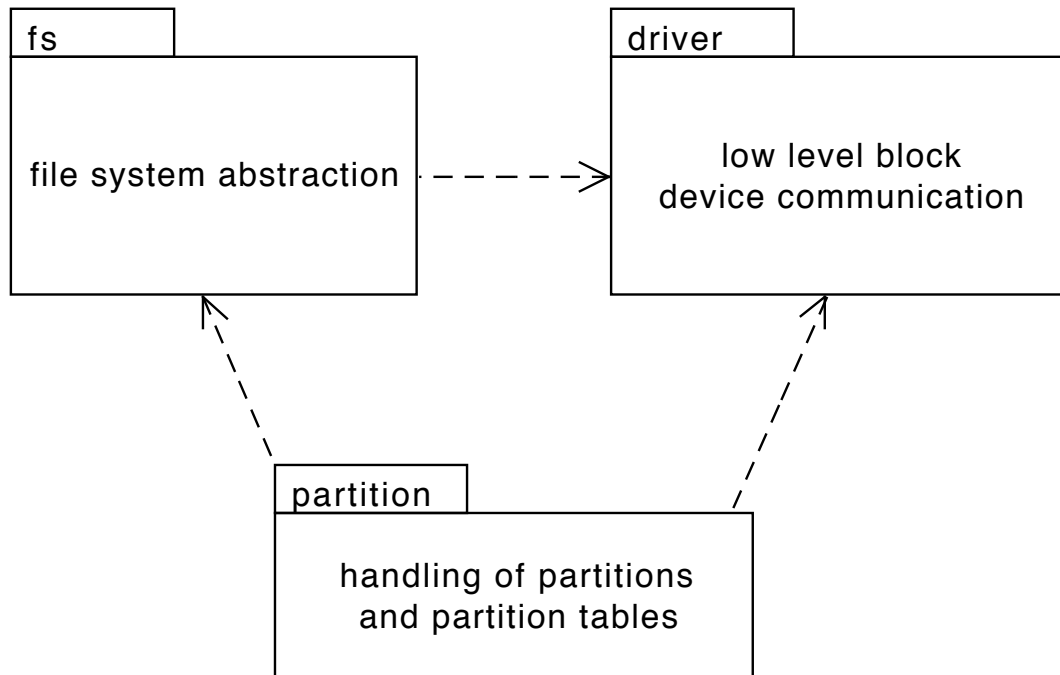 fs
file system abstraction
driver
low level block
device communication
partition
handling of partitions
and partition tables